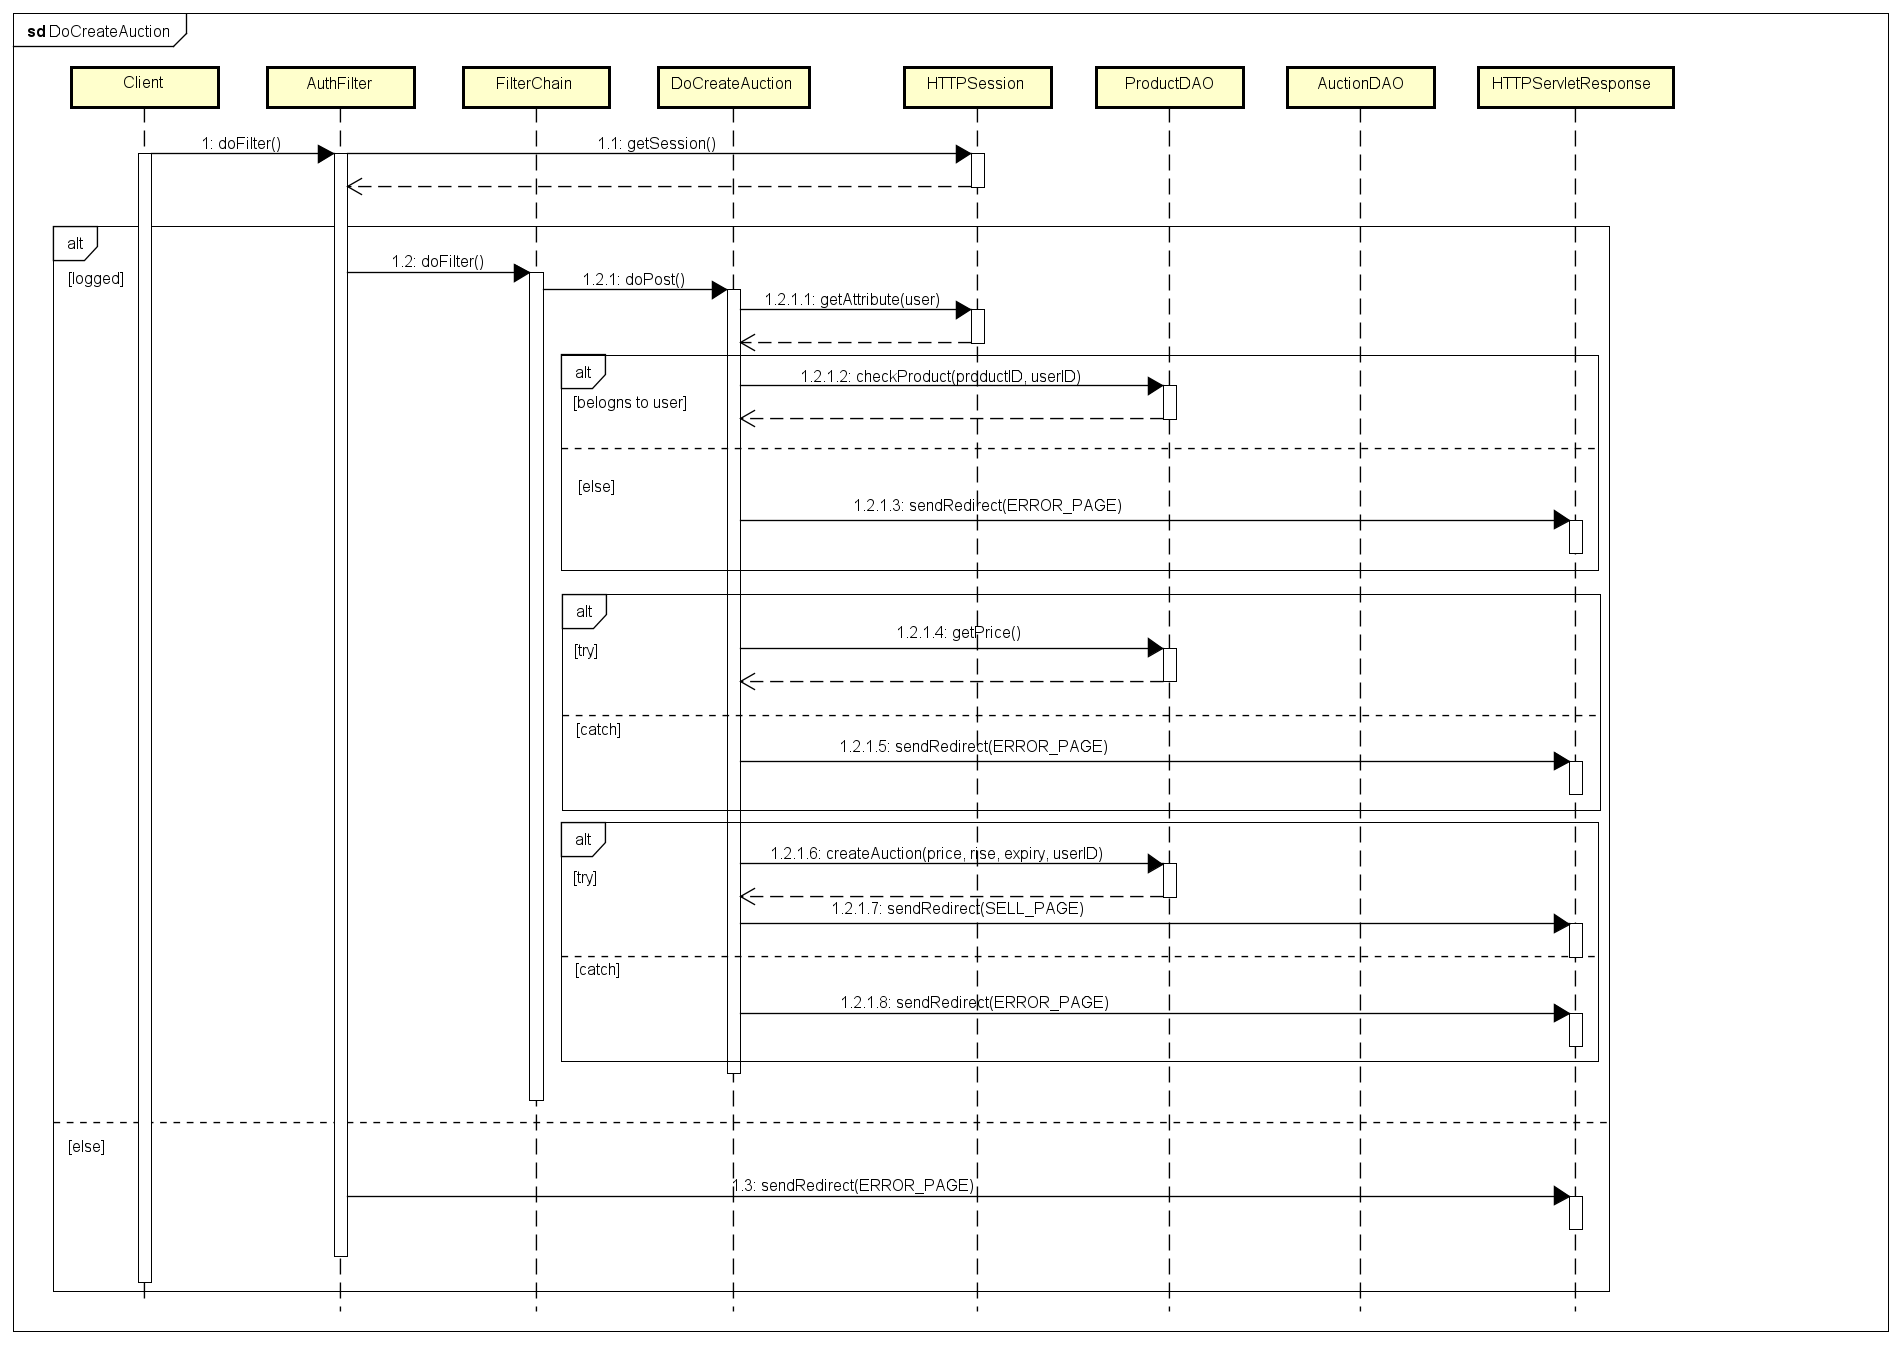 sd DoCreateAuction
Client
AuthFilter
FilterChain
DoCreateAuction
HTTPSession
ProductDAO
AuctionDAO
HTTPServletResponse
1: doFilter()
1.1: getSession()
alt
[logged]
1.2: doFilter()
1.2.1: doPost()
1.2.1.1: getAttribute(user)
alt
[belogns to user]
1.2.1.2: checkProduct(productID, userID)
[else]
1.2.1.3: sendRedirect(ERROR_PAGE)
alt
[try]
1.2.1.4: getPrice()
[catch]
1.2.1.5: sendRedirect(ERROR_PAGE)
alt
[try]
1.2.1.6: createAuction(price, rise, expiry, userID)
1.2.1.7: sendRedirect(SELL_PAGE)
[catch]
1.2.1.8: sendRedirect(ERROR_PAGE)
[else]
1.3: sendRedirect(ERROR_PAGE)